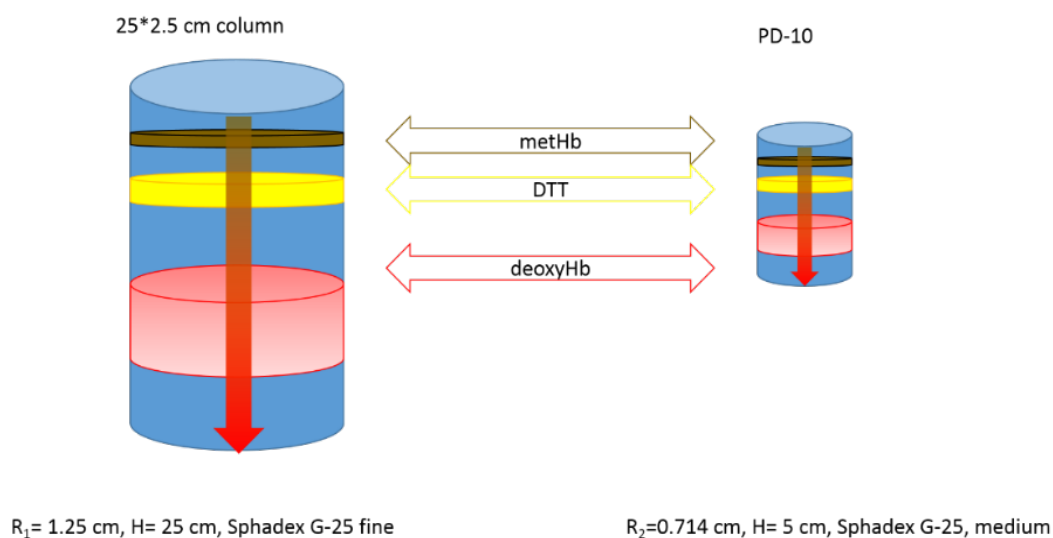 25*2.5 cm column
PD-10
metHb
DTT
deoxyHb
R₁= 1.25 cm, H= 25 cm, Sphadex G-25 fine
R₂=0.714 cm, H= 5 cm, Sphadex G-25, medium